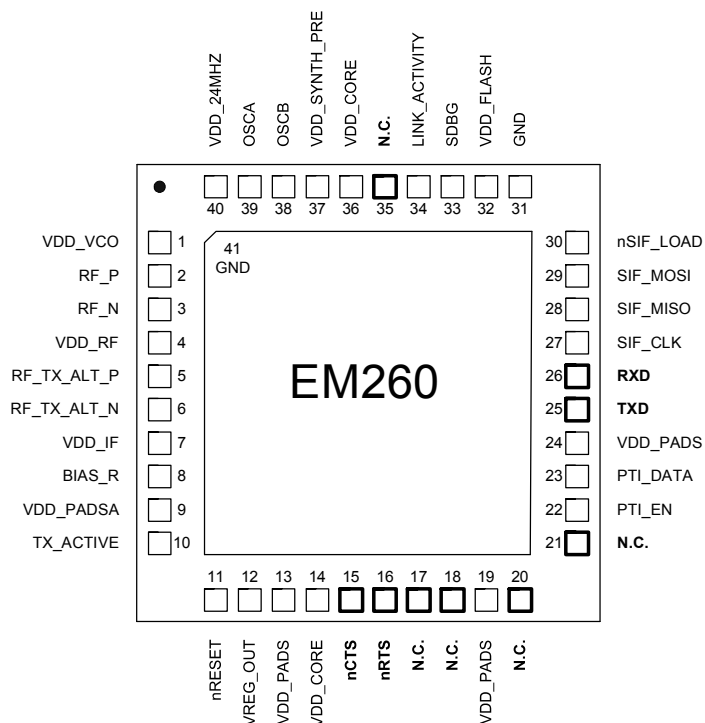 VDD_24MHZ
OSCA
OSCB
VDD_SYNTH_PRE
VDD_CORE
N.C.
LINK_ACTIVITY
SDBG
VDD_FLASH
GND
40 39 38 37 36 35 34 33 32 31
41
GND
EM260
VDD_VCO 1
RF_P 2
RF_N 3
VDD_RF 4
RF_TX_ALT_P 5
RF_TX_ALT_N 6
VDD_IF 7
BIAS_R 8
VDD_PADSA 9
TX_ACTIVE 10
30 nSIF_LOAD
29 SIF_MOSI
28 SIF_MISO
27 SIF_CLK
26 RXD
25 TXD
24 VDD_PADS
23 PTI_DATA
22 PTI_EN
21 N.C.
11 12 13 14 15 16 17 18 19 20
nRESET
VREG_OUT
VDD_PADS
VDD_CORE
nCTS
nRTS
N.C.
N.C.
VDD_PADS
N.C.